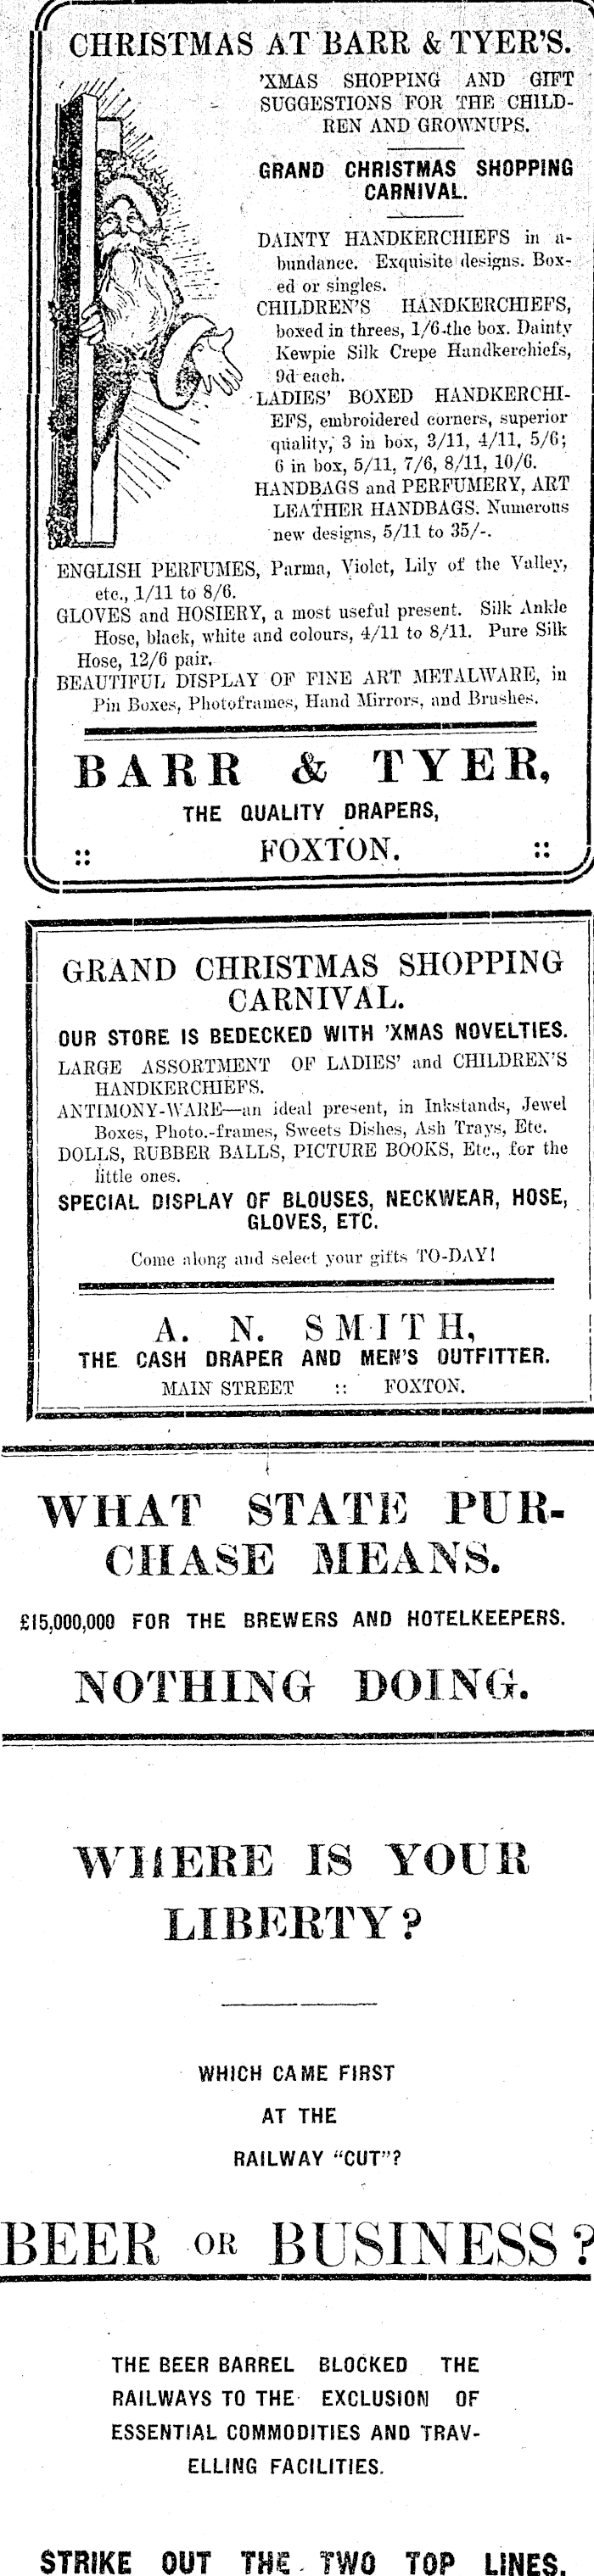 CHRISTMAS AT BARR & TYER'S.
'XMAS SHOPPING AND GIFT
SUGGESTIONS FOR THE CHILD-
REN AND GROWNUPS.
GRAND CHRISTMAS SHOPPING
CARNIVAL.
DAINTY HANDKERCHIEFS in a-
bundance. Exquisite designs. Box-
ed or singles.
CHILDREN'S HANDKERCHIEFS,
boxed in threes, 1/6 the box. Dainty
Kewpie Silk Crepe Handkerchiefs,
9d each.
LADIES' BOXED HANDKERCHI-
EFS, embroidered corners, superior
quality, 3 in box, 3/11, 4/11, 5/6;
6 in box, 5/11, 7/6, 8/11, 10/6.
HANDBAGS and PERFUMERY, ART
LEATHER HANDBAGS. Numerous
new designs, 5/11 to 35/-.
ENGLISH PERFUMES, Parma, Violet, Lily of the Valley,
etc., 1/11 to 8/6.
GLOVES and HOSIERY, a most useful present. Silk Ankle
Hose, black, white and colours, 4/11 to 8/11. Pure Silk
Hose, 12/6 pair.
BEAUTIFUL DISPLAY OF FINE ART METALWARE, in
Pin Boxes, Photoframes, Hand Mirrors, and Brushes.
BARR & TYER,
THE QUALITY DRAPERS,
:: FOXTON. ::
GRAND CHRISTMAS SHOPPING
CARNIVAL.
OUR STORE IS BEDECKED WITH 'XMAS NOVELTIES.
LARGE ASSORTMENT OF LADIES' and CHILDREN'S
HANDKERCHIEFS.
ANTIMONY-WARE—an ideal present, in Inkstands, Jewel
Boxes, Photo.-frames, Sweets Dishes, Ash Trays, Etc.
DOLLS, RUBBER BALLS, PICTURE BOOKS, Etc., for the
little ones.
SPECIAL DISPLAY OF BLOUSES, NECKWEAR, HOSE,
GLOVES, ETC.
Come along and select your gifts TO-DAY!
A. N. SMITH,
THE CASH DRAPER AND MEN'S OUTFITTER.
MAIN STREET :: FOXTON.
WHAT STATE PUR-
CHASE MEANS.
£15,000,000 FOR THE BREWERS AND HOTELKEEPERS.
NOTHING DOING.
WHERE IS YOUR
LIBERTY?
WHICH CAME FIRST
AT THE
RAILWAY "CUT"?
BEER OR BUSINESS?
THE BEER BARREL BLOCKED THE
RAILWAYS TO THE EXCLUSION OF
ESSENTIAL COMMODITIES AND TRAV-
ELLING FACILITIES.
STRIKE OUT THE TWO TOP LINES.